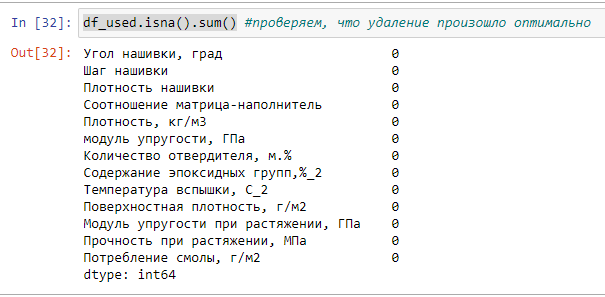 In [32]: df_used.isna().sum() #проверяем, что удаление произошло оптимально
Out[32]: Угол нашивки, град 0
Шаг нашивки 0
Плотность нашивки 0
Соотношение матрица-наполнитель 0
Плотность, кг/м3 0
модуль упругости, ГПа 0
Количество отвердителя, м.% 0
Содержание эпоксидных групп,%_2 0
Температура вспышки, С_2 0
Поверхностная плотность, г/м2 0
Модуль упругости при растяжении, ГПа 0
Прочность при растяжении, МПа 0
Потребление смолы, г/м2 0
dtype: int64